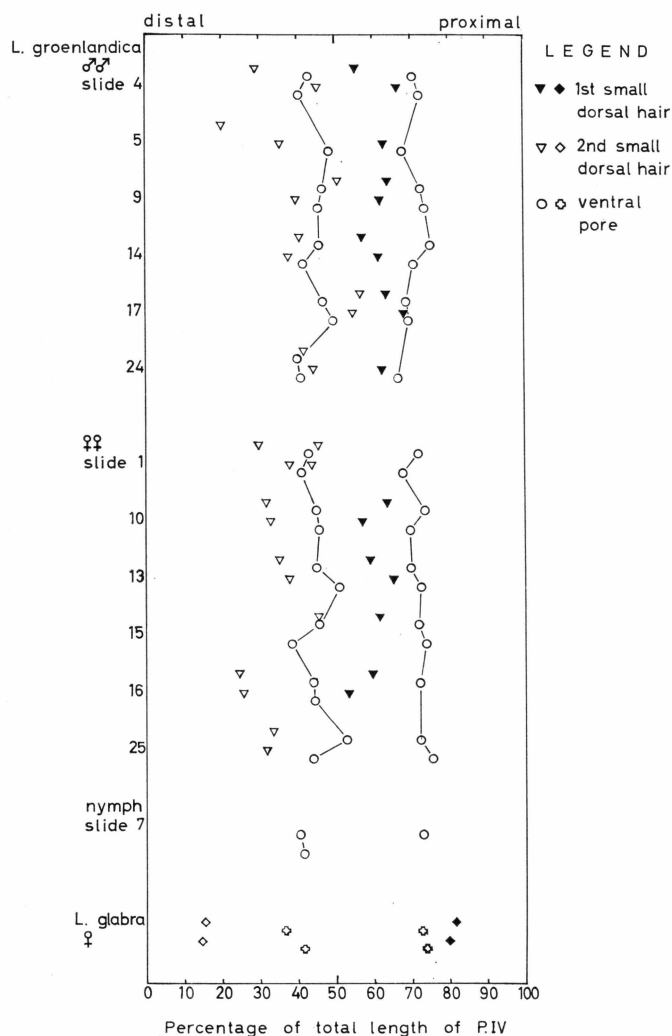 distal proximal
L. groenlandica
♂♂
slide 4
5
9
14
17
24
♀♀
slide 1
10
13
15
16
25
nymph
slide 7
L. glabra
♀
0 10 20 30 40 50 60 70 80 90 100
Percentage of total length of P.IV
LEGEND
1st small
dorsal hair
2nd small
dorsal hair
ventral
pore